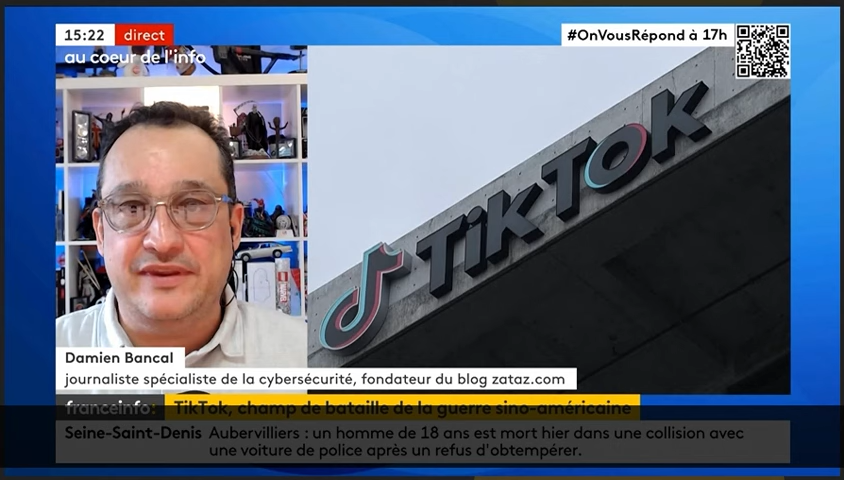 15:22 direct
#OnVousRépond à 17h
au coeur de l'info
TikTok
Damien Bancal
journaliste spécialiste de la cybersécurité, fondateur du blog zataz.com
franceinfo: TikTok, champ de bataille de la guerre sino-américaine
Seine-Saint-Denis Aubervilliers : un homme de 18 ans est mort hier dans une collision avec
une voiture de police après un refus d'obtempérer.